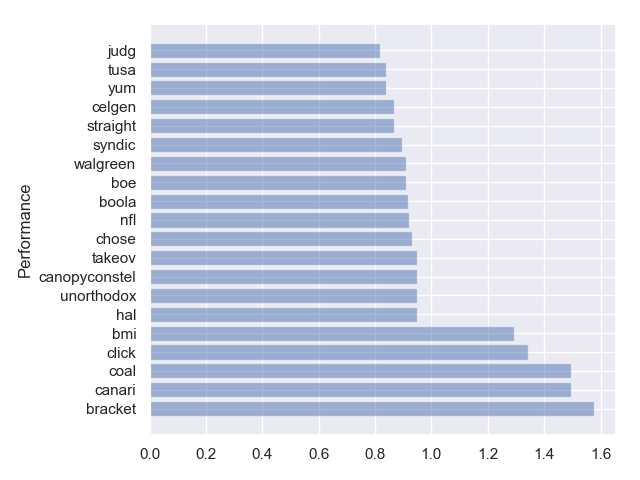 judg
tusa
yum
celgen
straight
syndic
walgreen
boe
boola
nfl
chose
takeov
canopyconstel
unorthodox
hal
bmi
click
coal
canari
bracket
Performance
0.0 0.2 0.4 0.6 0.8 1.0 1.2 1.4 1.6